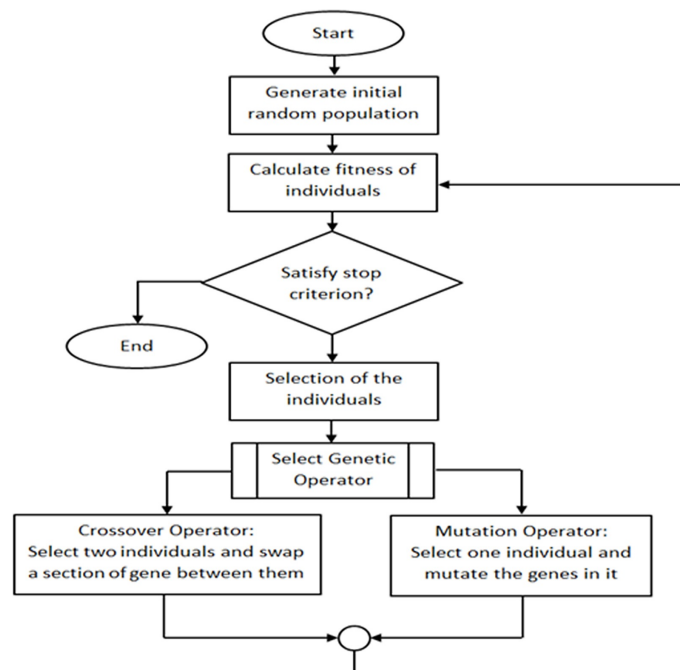 Start
Generate initial
random population
Calculate fitness of
individuals
Satisfy stop
criterion?
End
Selection of the
individuals
Select Genetic
Operator
Crossover Operator:
Select two individuals and swap
a section of gene between them
Mutation Operator:
Select one individual and
mutate the genes in it